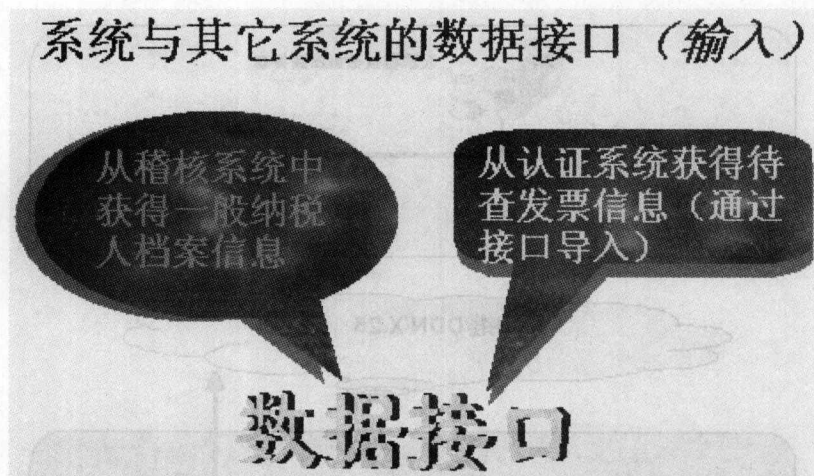 系统与其它系统的数据接口（输入）
从稽核系统中
获得一般纳税
人档案信息
从认证系统获得待
查发票信息（通过
接口导入）
数据接口